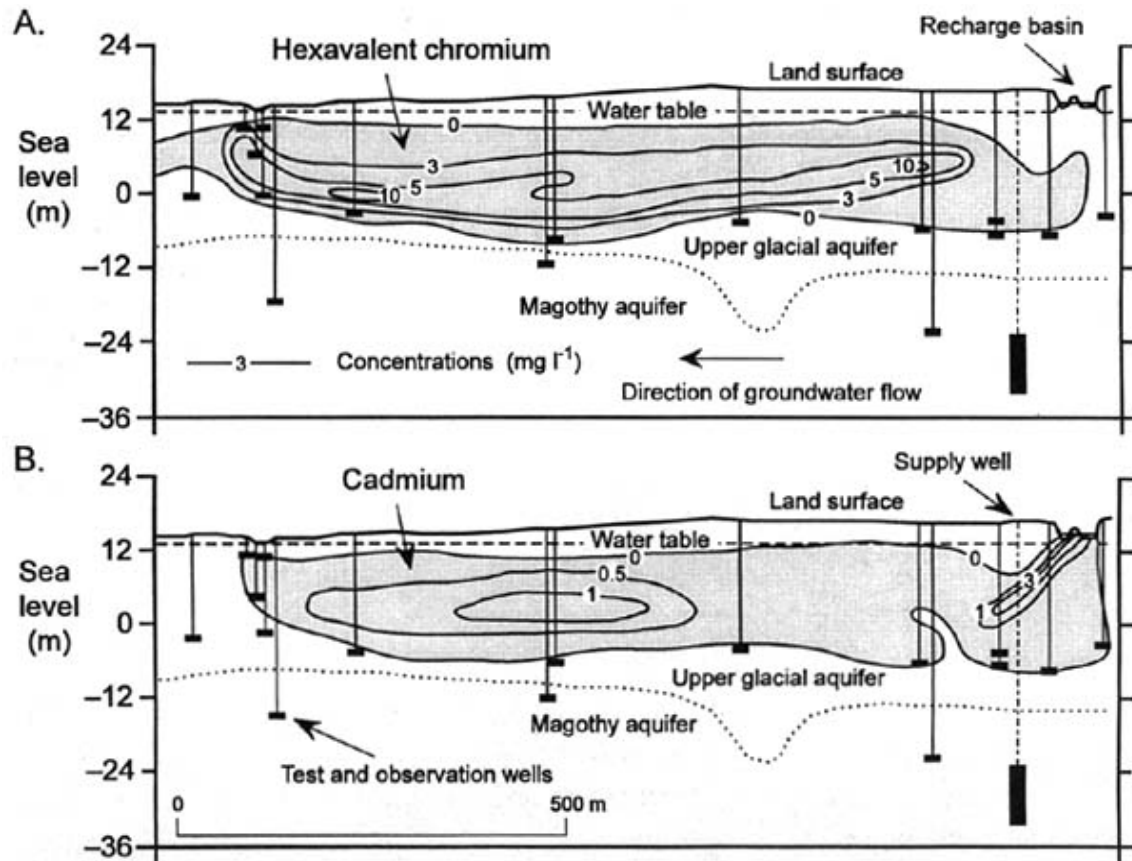 A.
24
12
0
−12
−24
−36
Sea
level
(m)
Hexavalent chromium
Recharge basin
Land surface
Water table
0
3
5
10
10
5
3
0
Upper glacial aquifer
Magothy aquifer
3 Concentrations (mg l⁻¹)
Direction of groundwater flow
B.
24
12
0
−12
−24
−36
Sea
level
(m)
Cadmium
Supply well
Land surface
Water table
0
0.5
1
0
3
1
Upper glacial aquifer
Magothy aquifer
Test and observation wells
0 500 m